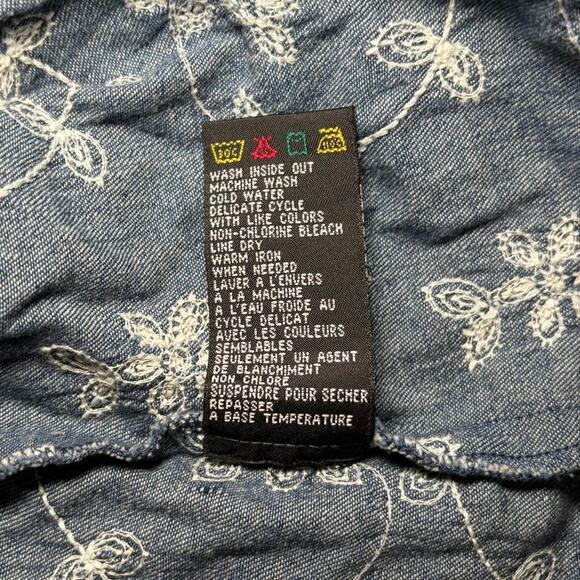 30C 110C
WASH INSIDE OUT
MACHINE WASH
COLD WATER
DELICATE CYCLE
WITH LIKE COLORS
NON-CHLORINE BLEACH
LINE DRY
WARM IRON
WHEN NEEDED
LAVER A L'ENVERS
A LA MACHINE
A L'EAU FROIDE AU
CYCLE DELICAT
AVEC LES COULEURS
SEMBLABLES
SEULEMENT UN AGENT
DE BLANCHIMENT
NON CHLORE
SUSPENDRE POUR SECHER
REPASSER
A BASE TEMPERATURE